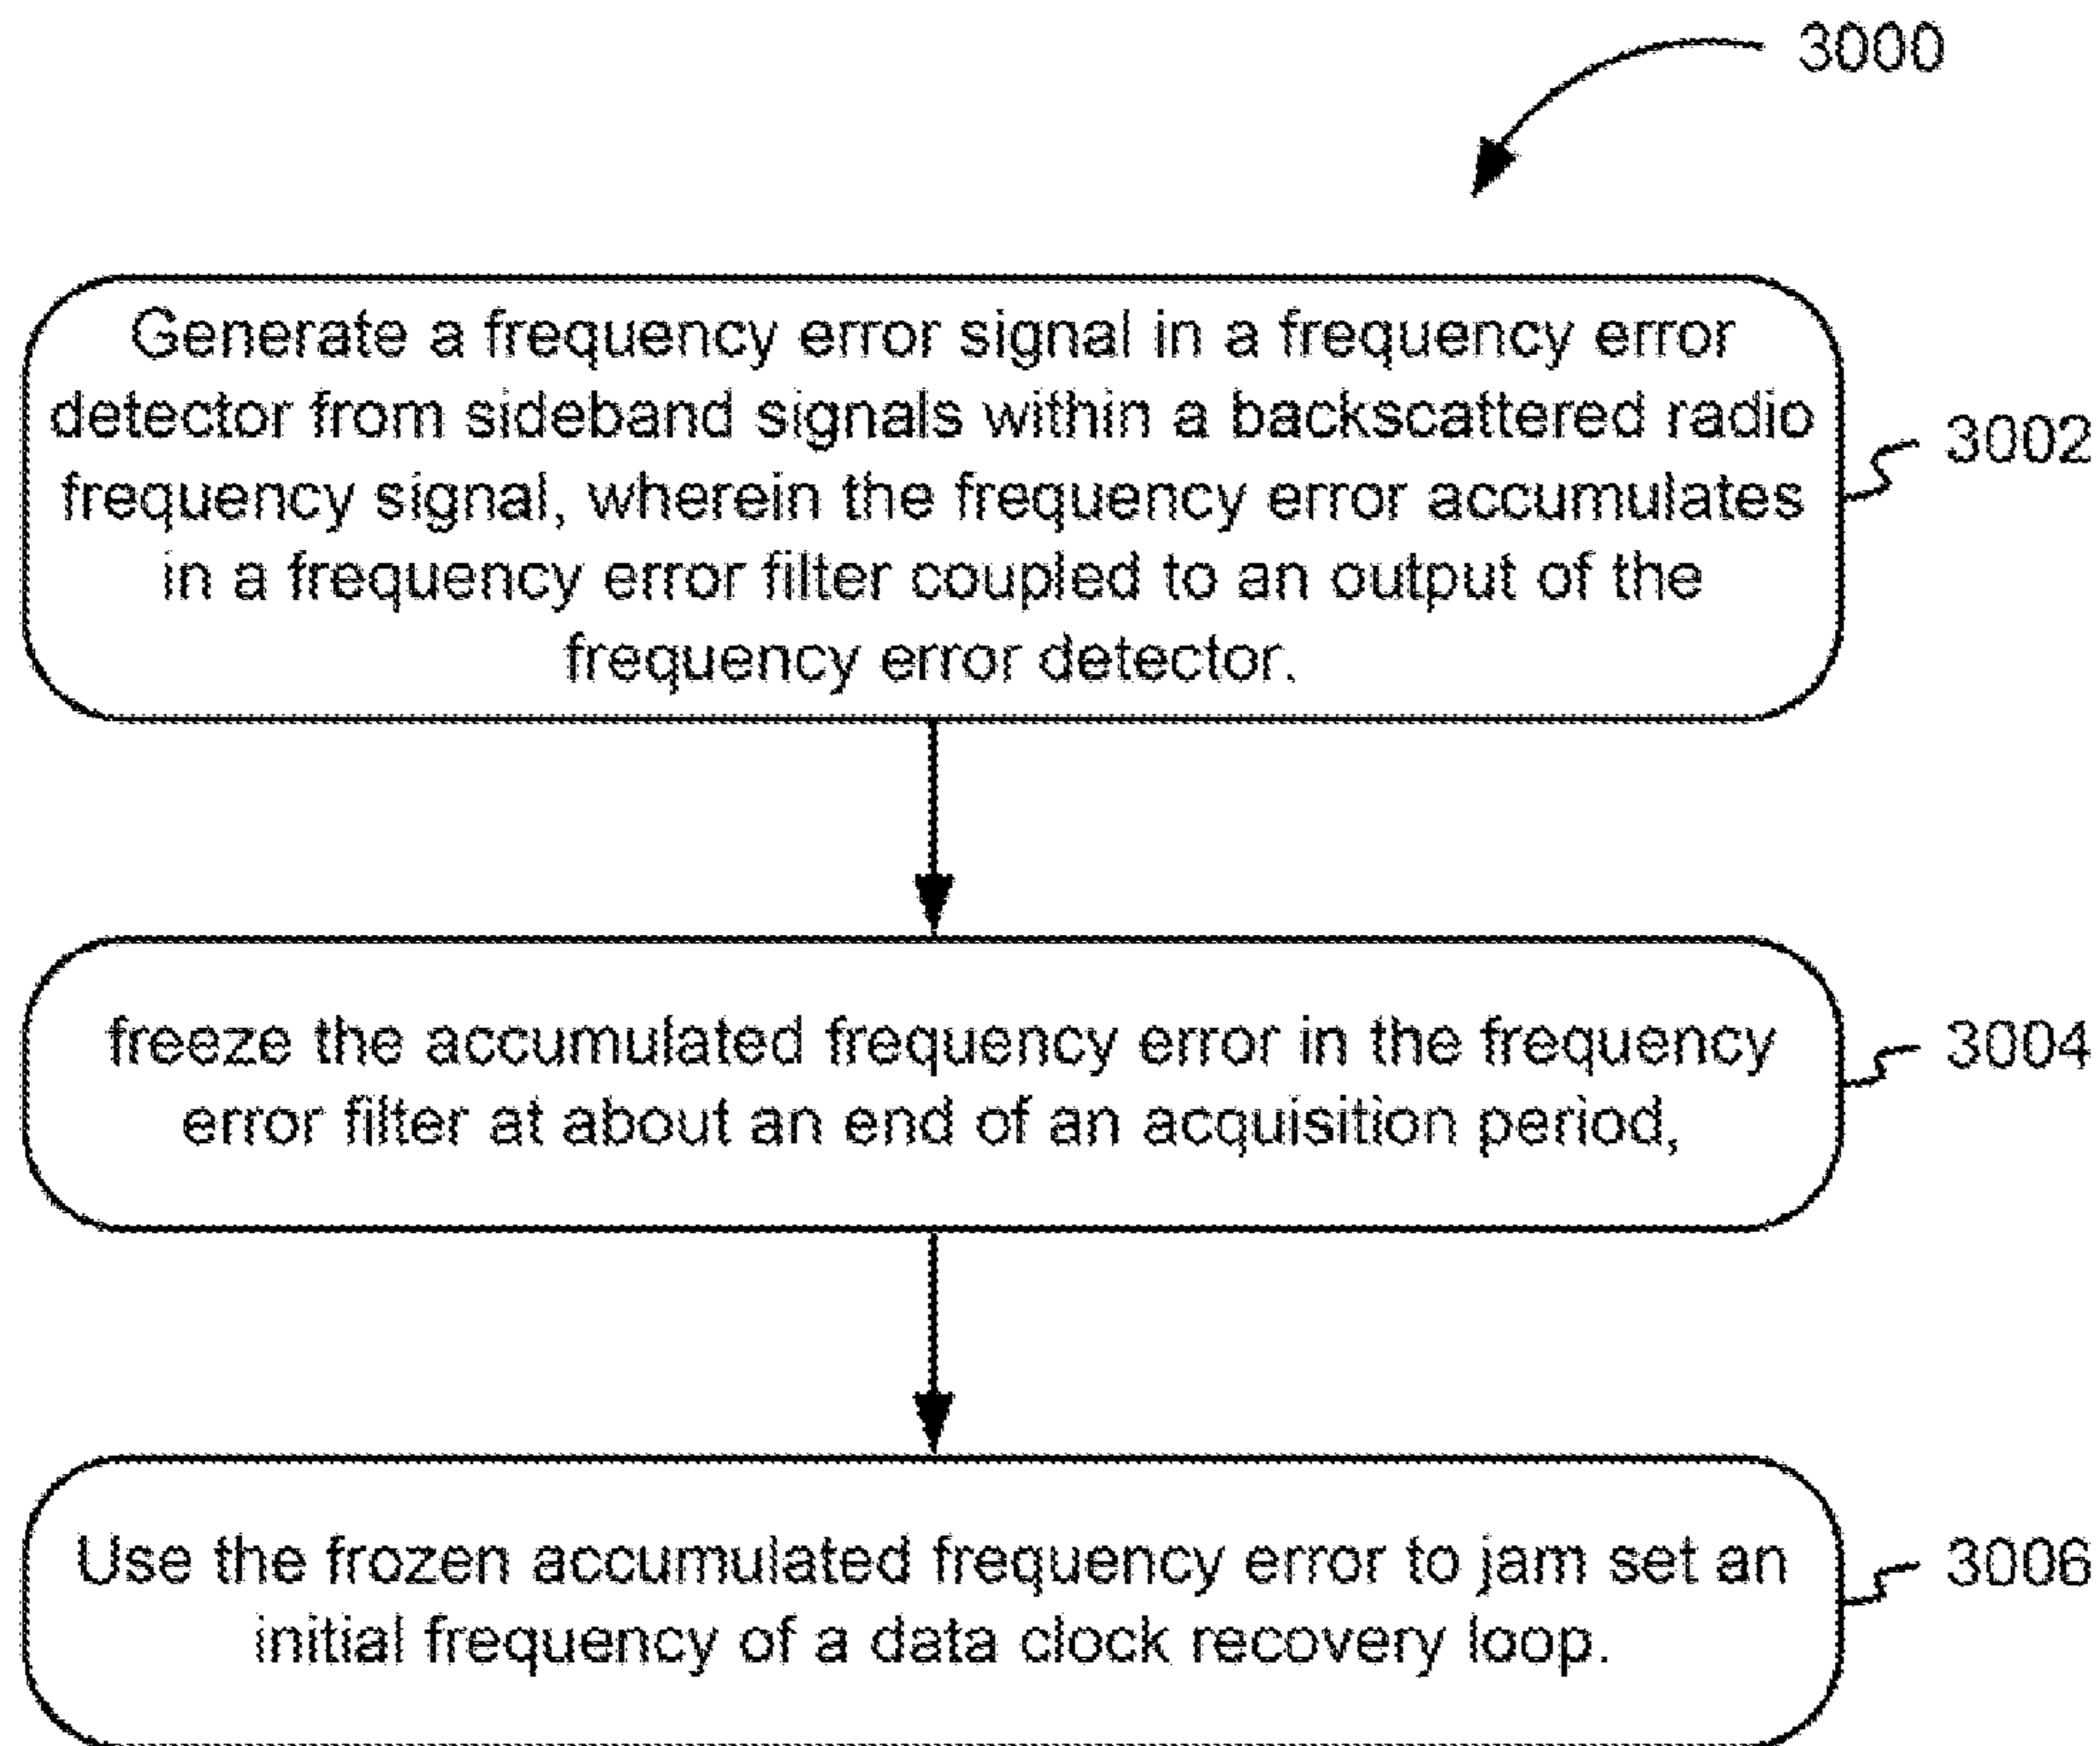 3000
Generate a frequency error signal in a frequency error
detector from sideband signals within a backscattered radio
frequency signal, wherein the frequency error accumulates
in a frequency error filter coupled to an output of the
frequency error detector.
3002
freeze the accumulated frequency error in the frequency
error filter at about an end of an acquisition period,
3004
Use the frozen accumulated frequency error to jam set an
initial frequency of a data clock recovery loop.
3006